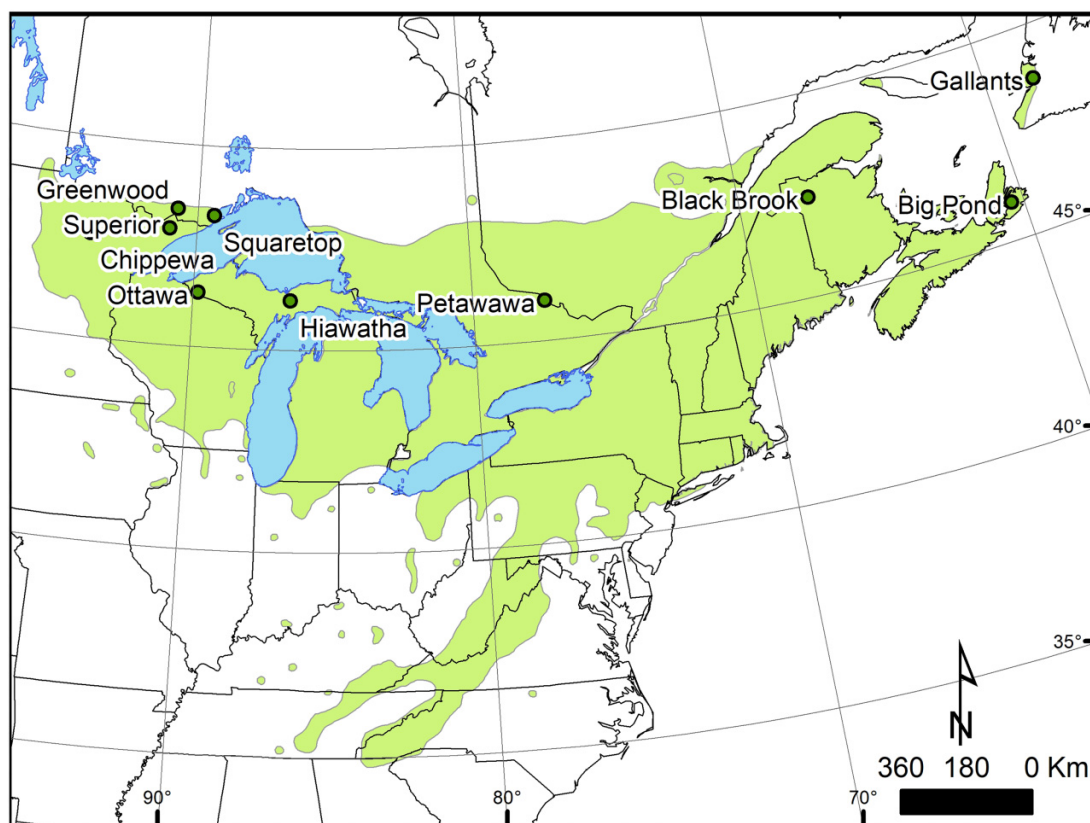 Gallants
Greenwood
Black Brook
Big Pond
45°
Superior
Squaretop
Chippewa
Ottawa
Petawawa
Hiawatha
40°
35°
N
360 180 0 Km
90°
80°
70°